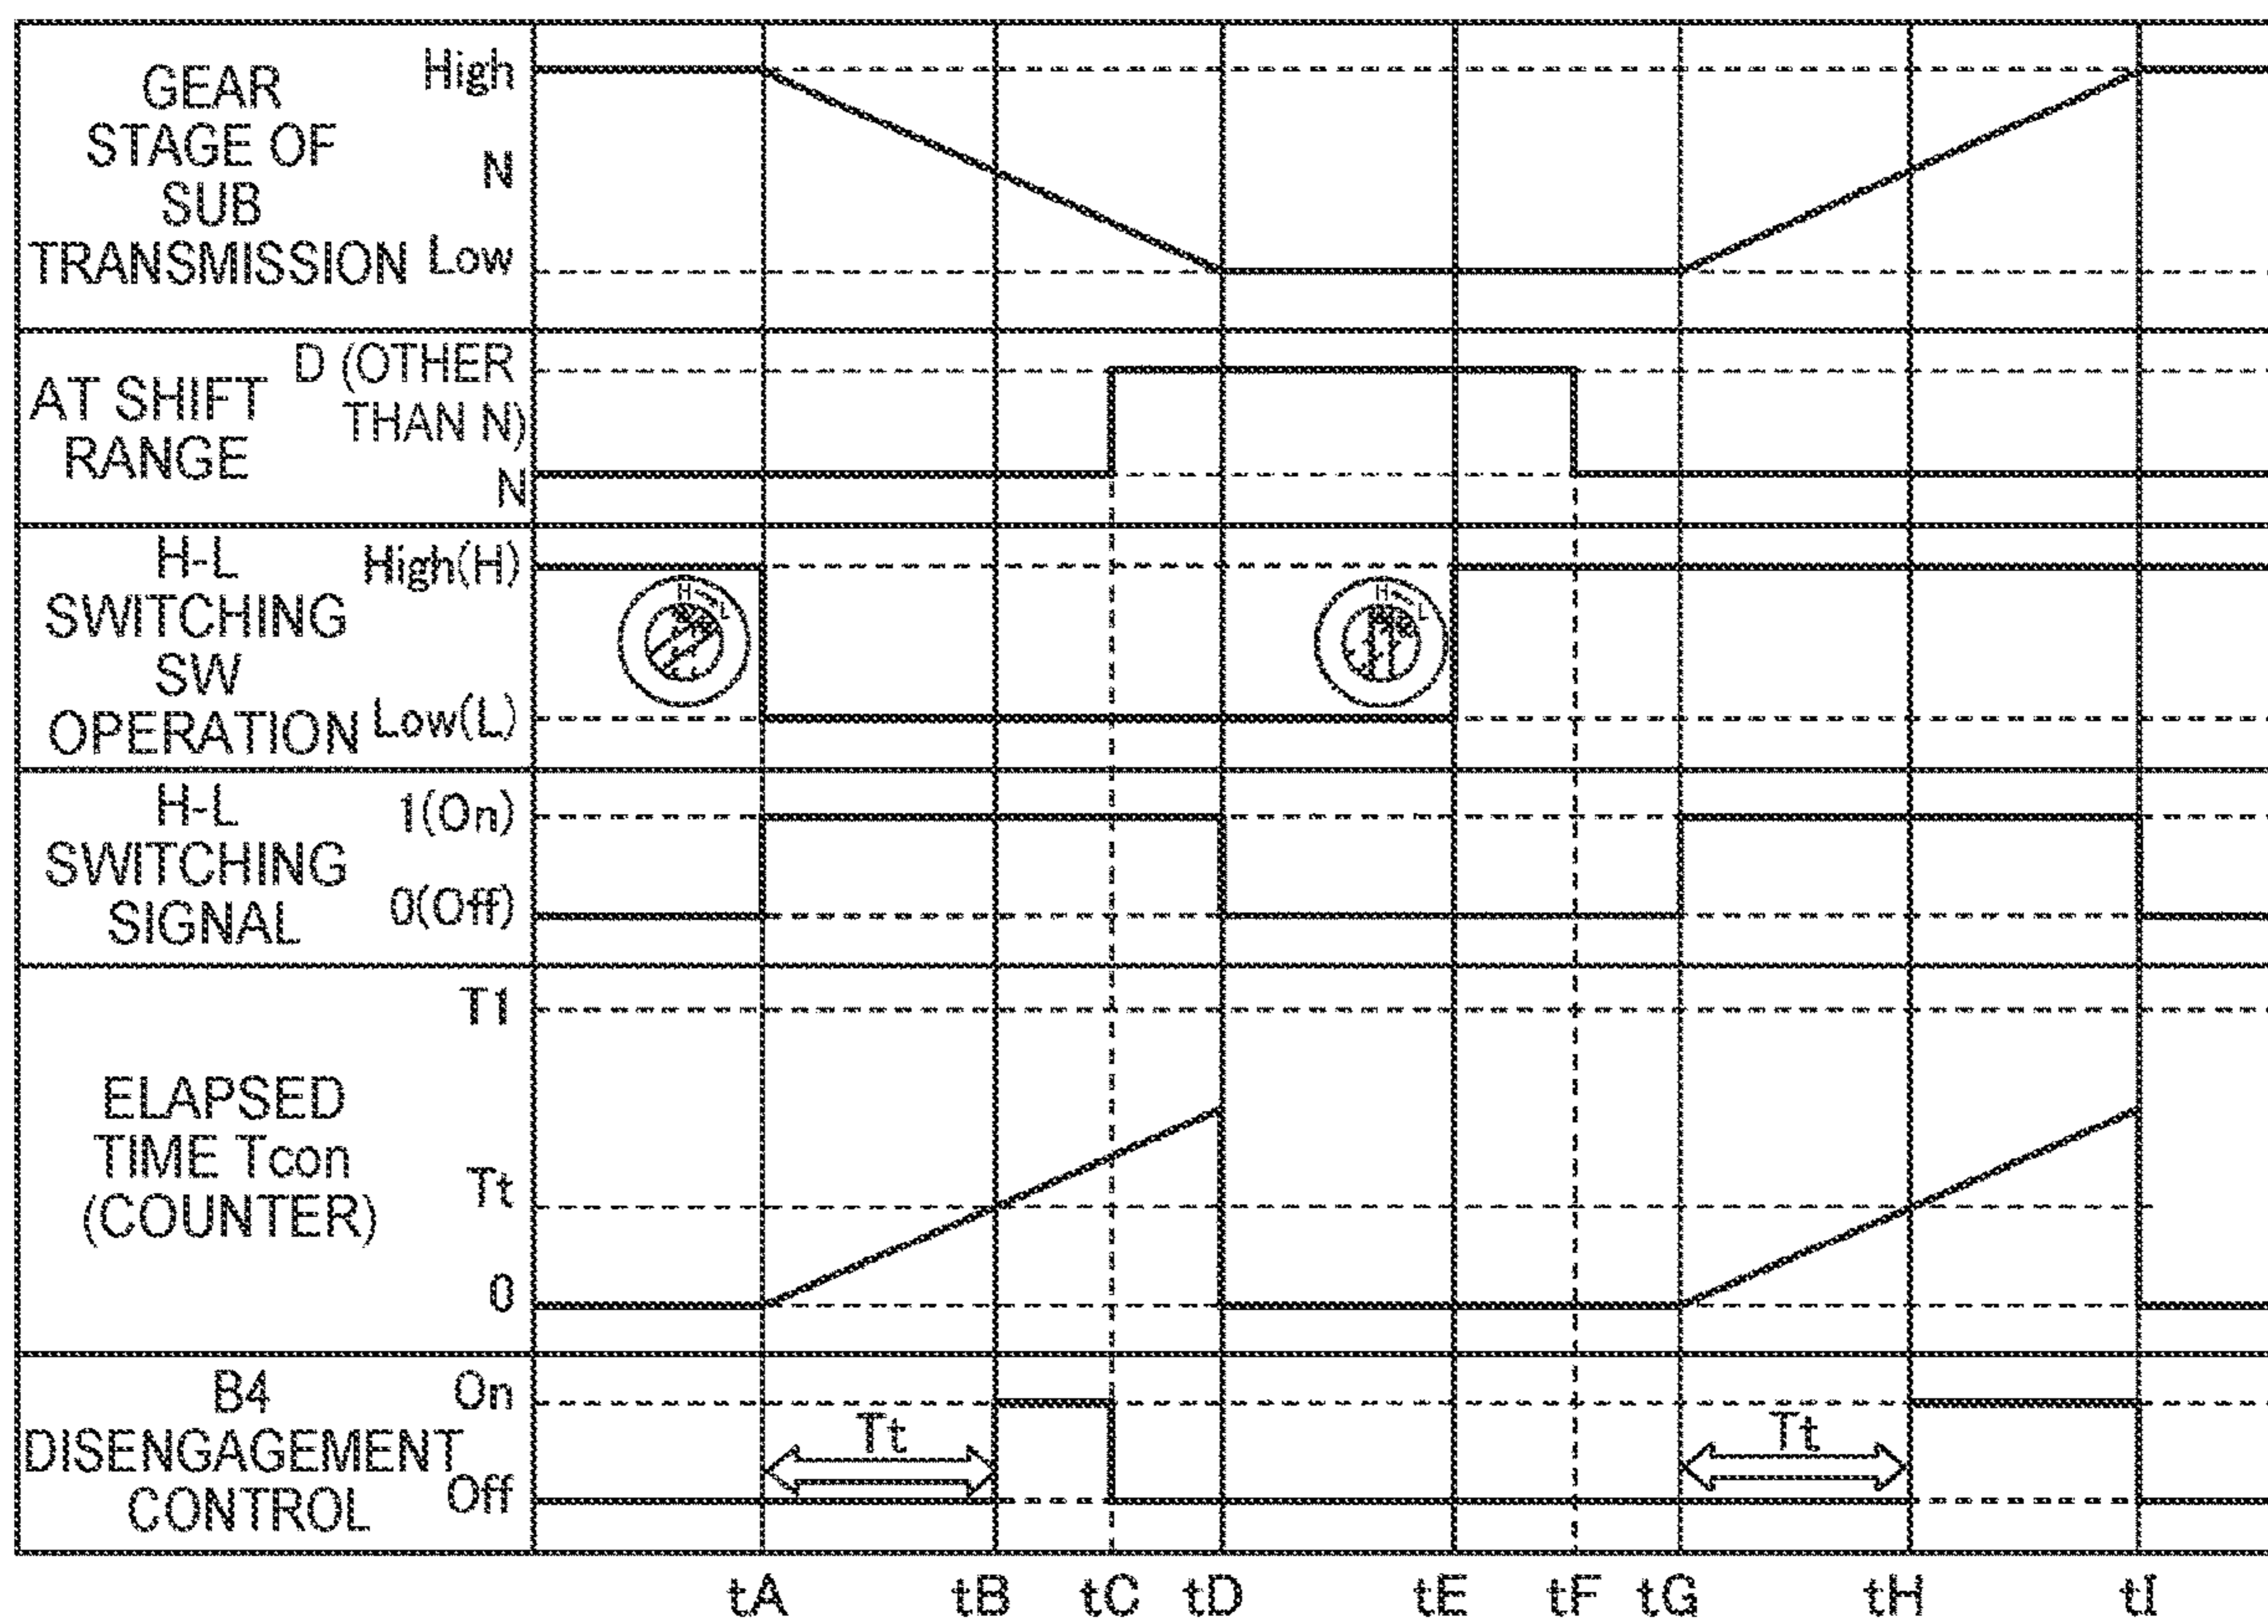 GEAR
STAGE OF
SUB
TRANSMISSION
High
N
Low
AT SHIFT
RANGE
D (OTHER
THAN N)
N
H-L
SWITCHING
SW
OPERATION
High(H)
Low(L)
H
L
H
L
H-L
SWITCHING
SIGNAL
1(On)
0(Off)
ELAPSED
TIME Tcon
(COUNTER)
T1
Tt
0
B4
DISENGAGEMENT
CONTROL
On
Off
Tt
Tt
tA tB tC tD tE tF tG tH tI